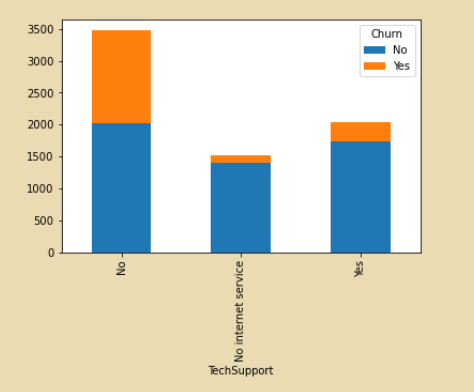 3500
3000
2500
2000
1500
1000
500
0
Churn
No
Yes
No
No internet service
Yes
TechSupport